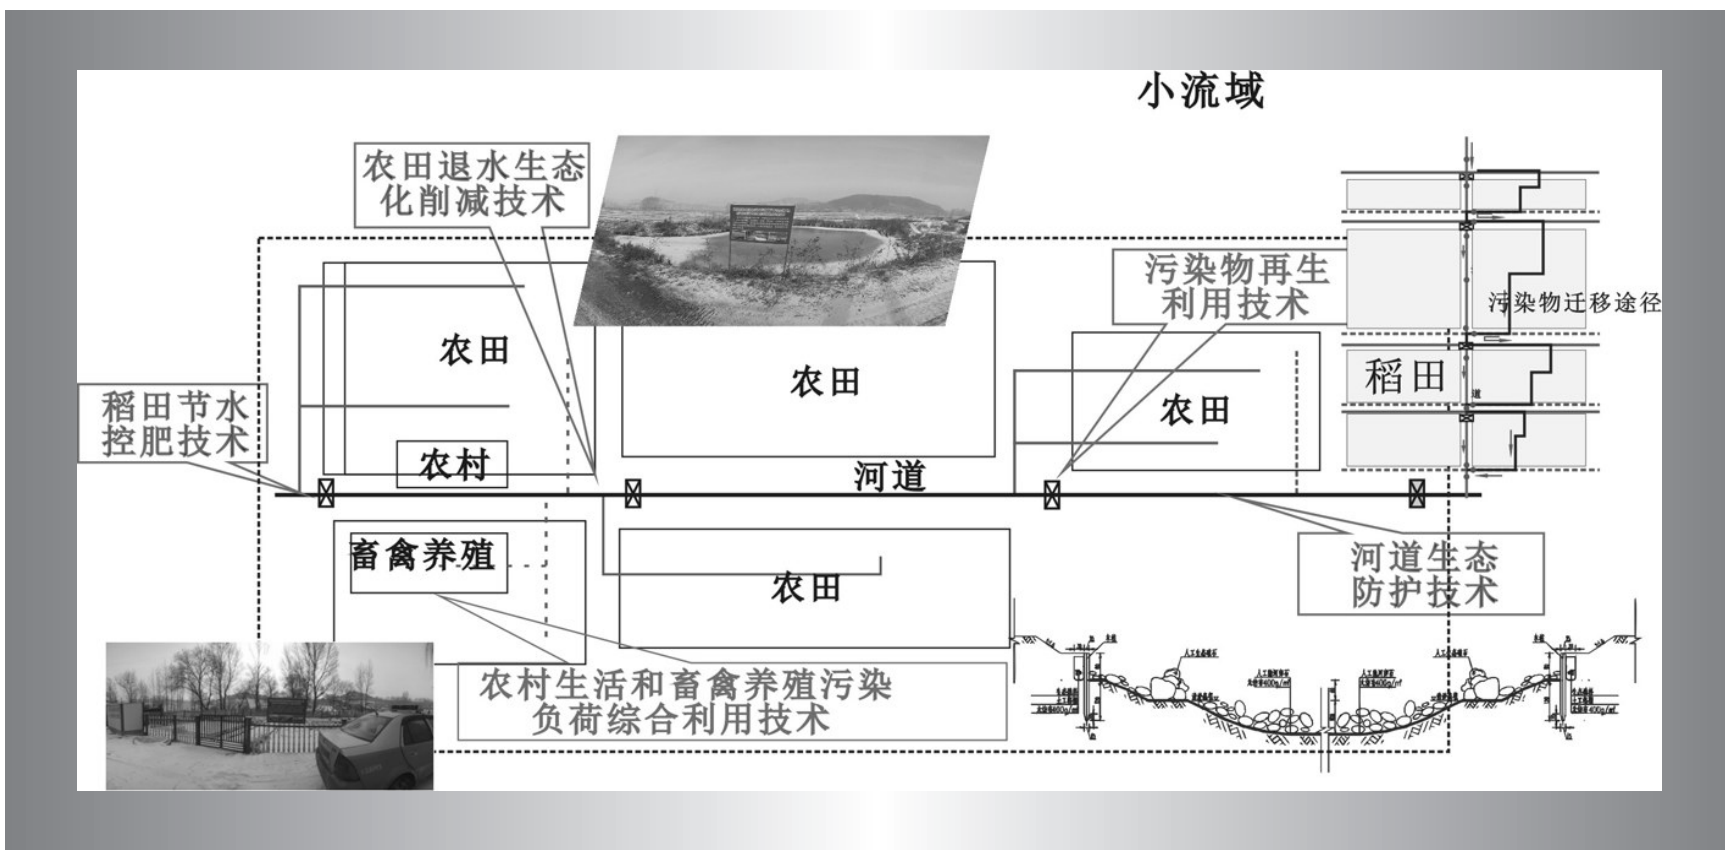 小流域
农田退水生态
化削减技术
污染物再生
利用技术
污染物迁移途径
农田
农田
农田
稻田
道
稻田节水
控肥技术
农村
河道
畜禽养殖
农田
河道生态
防护技术
农村生活和畜禽养殖污染
负荷综合利用技术